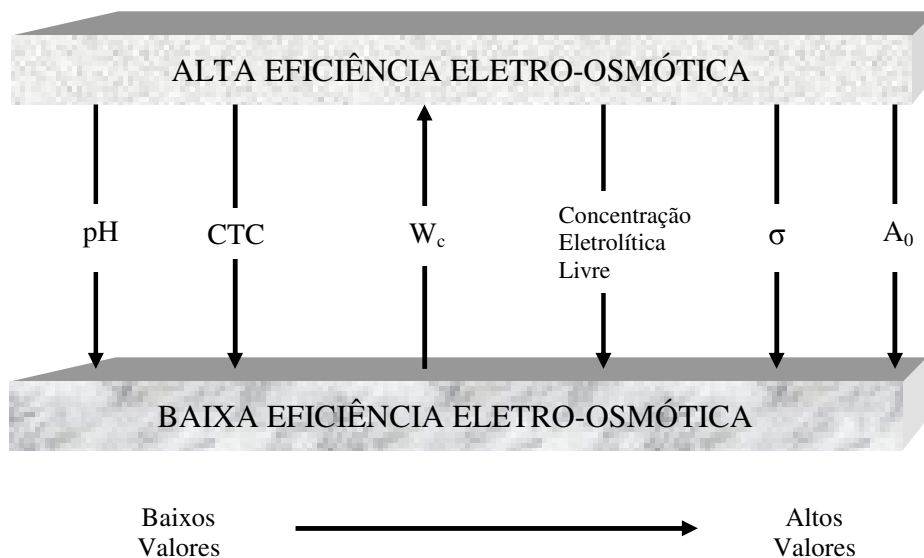 ALTA EFICIÊNCIA ELETRO-OSMÓTICA
pH
CTC
Wc
Concentração
Eletrolítica
Livre
σ
A0
BAIXA EFICIÊNCIA ELETRO-OSMÓTICA
Baixos
Valores
Altos
Valores